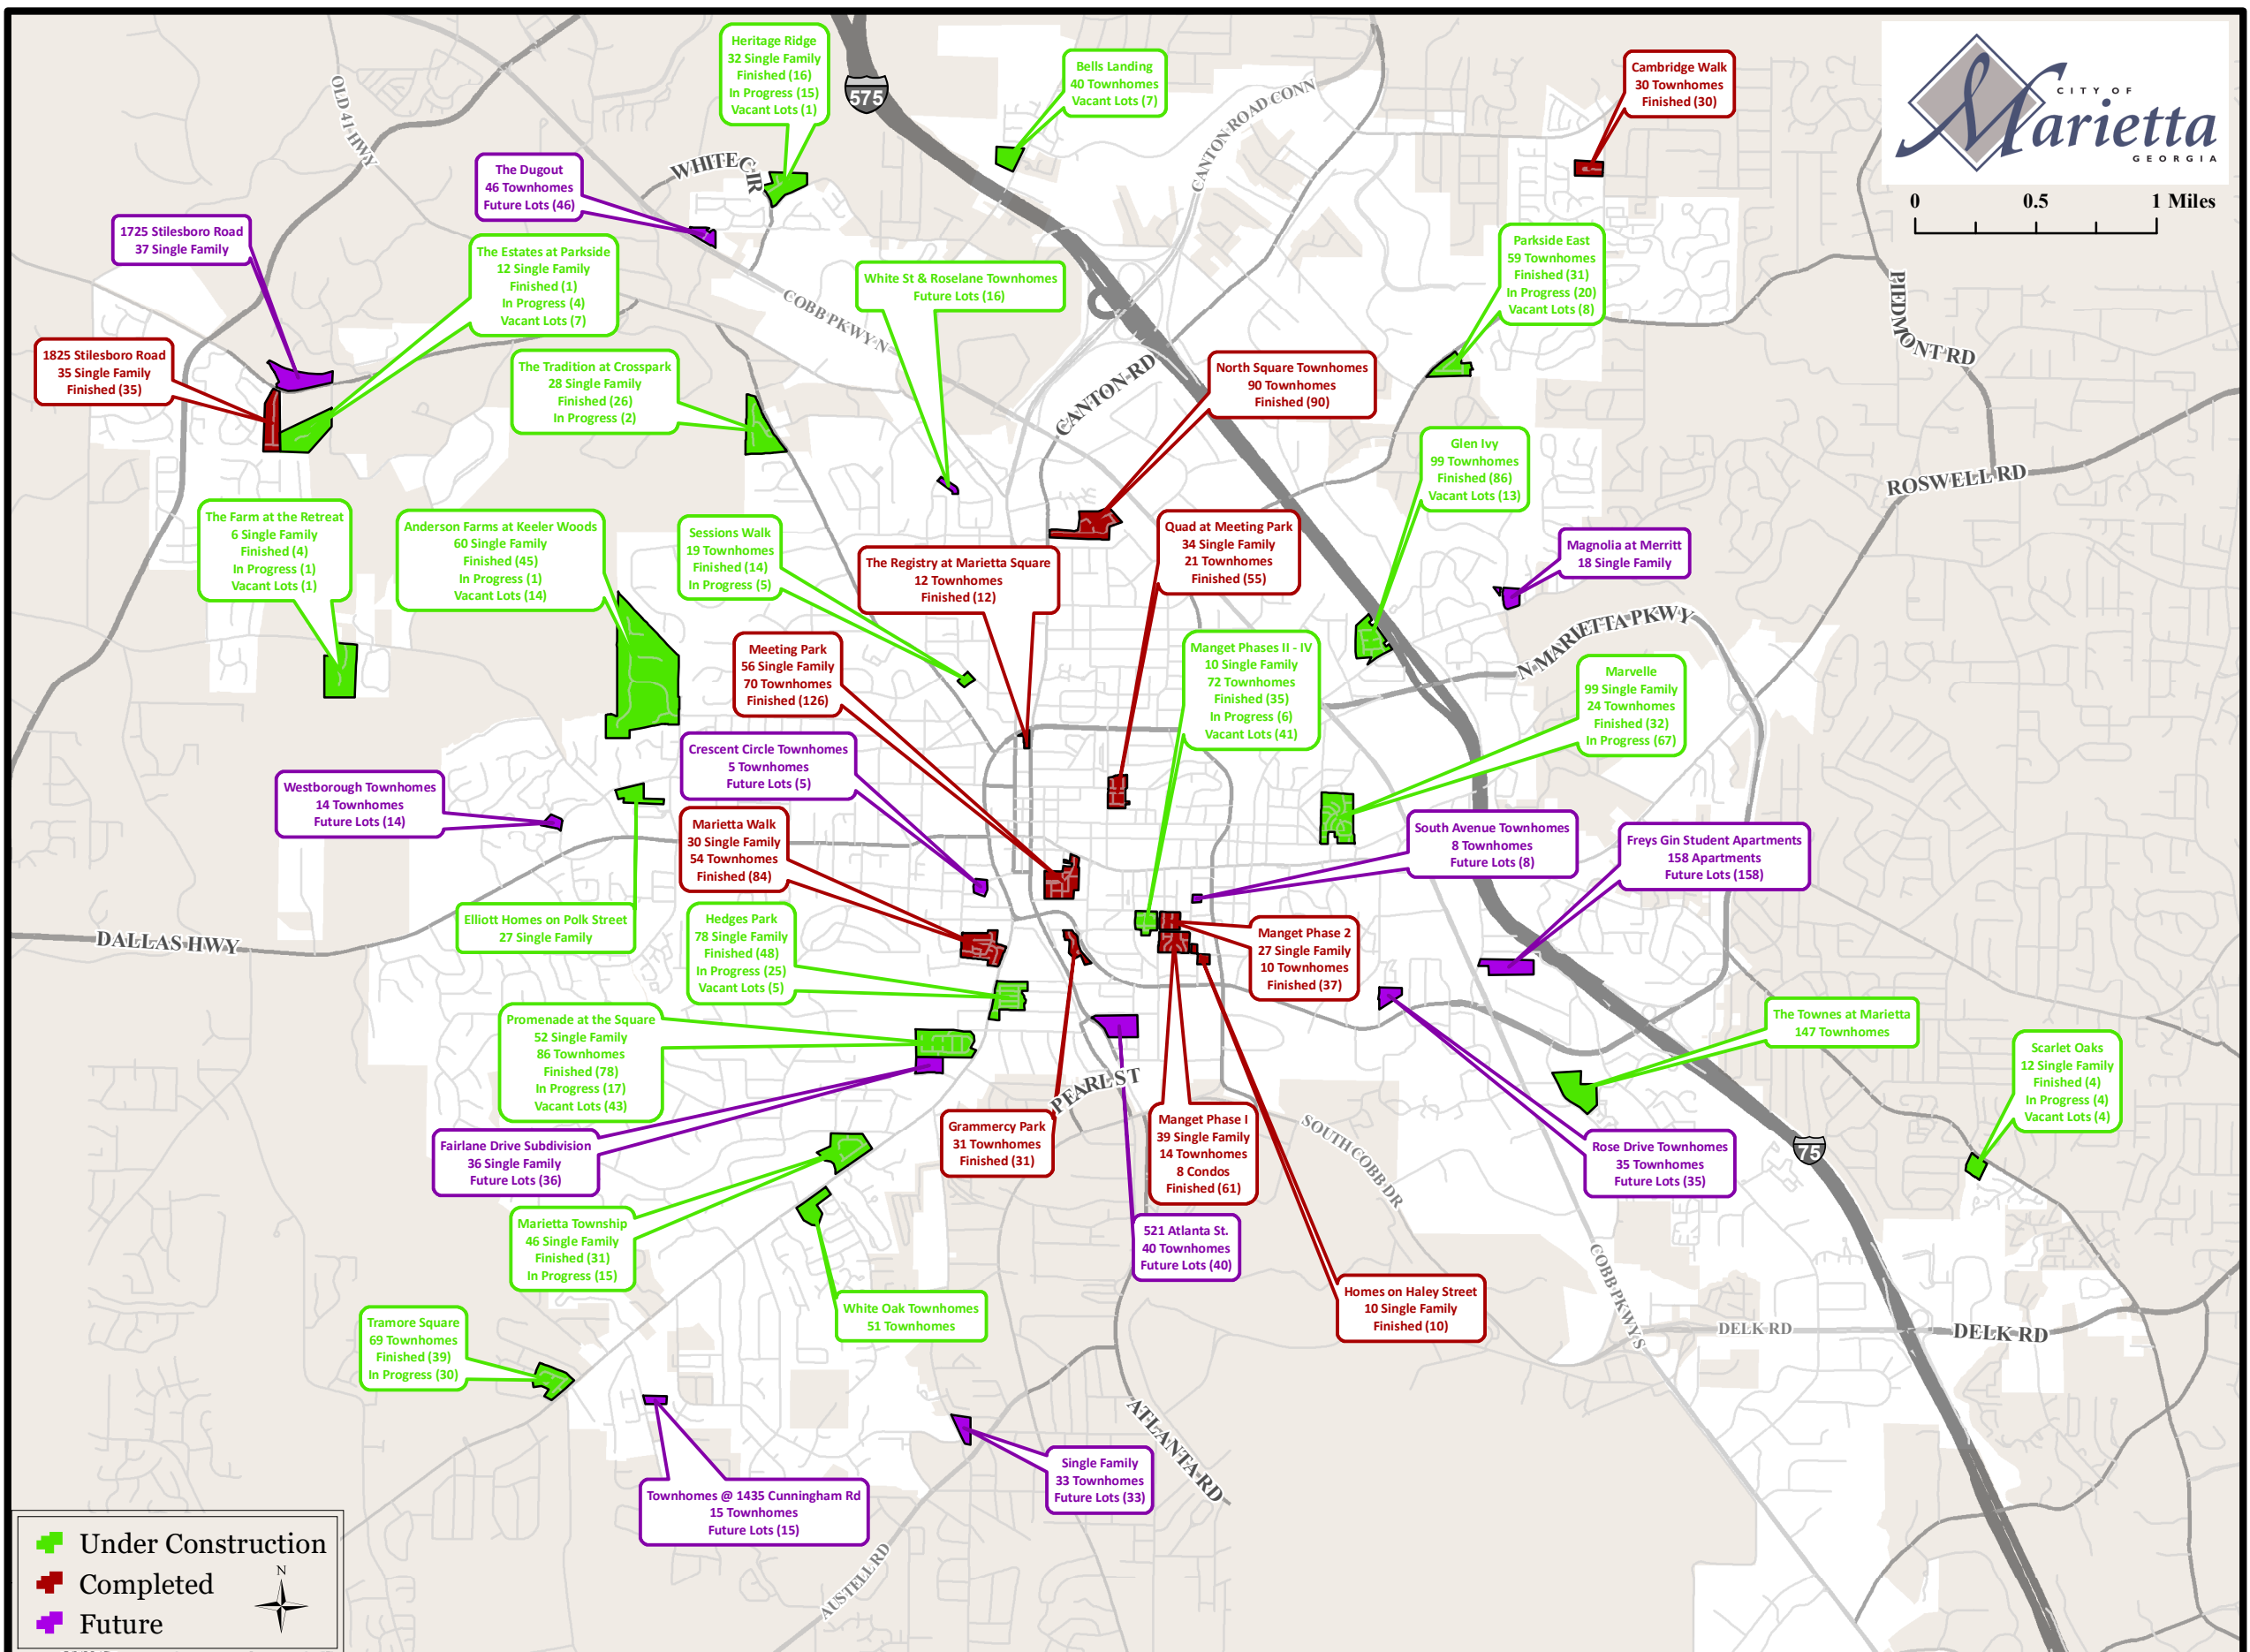 Heritage Ridge
32 Single Family
Finished (16)
In Progress (15)
Vacant Lots (1)
575
Bells Landing
40 Townhomes
Vacant Lots (7)
Cambridge Walk
30 Townhomes
Finished (30)
CITY OF
Marietta
GEORGIA
0 0.5 1 Miles
OLD 41 HWY
WHITE CIR
CANTON ROAD CONN
The Dugout
46 Townhomes
Future Lots (46)
1725 Stilesboro Road
37 Single Family
The Estates at Parkside
12 Single Family
Finished (1)
In Progress (4)
Vacant Lots (7)
White St & Roselane Townhomes
Future Lots (16)
COBB PKWY N
Parkside East
59 Townhomes
Finished (31)
In Progress (20)
Vacant Lots (8)
PIEDMONT RD
1825 Stilesboro Road
35 Single Family
Finished (35)
The Tradition at Crosspark
28 Single Family
Finished (26)
In Progress (2)
CANTON RD
North Square Townhomes
90 Townhomes
Finished (90)
Glen Ivy
99 Townhomes
Finished (86)
Vacant Lots (13)
ROSWELL RD
The Farm at the Retreat
6 Single Family
Finished (4)
In Progress (1)
Vacant Lots (1)
Anderson Farms at Keeler Woods
60 Single Family
Finished (45)
In Progress (1)
Vacant Lots (14)
Sessions Walk
19 Townhomes
Finished (14)
In Progress (5)
The Registry at Marietta Square
12 Townhomes
Finished (12)
Quad at Meeting Park
34 Single Family
21 Townhomes
Finished (55)
Magnolia at Merritt
18 Single Family
N MARIETTA PKWY
Meeting Park
56 Single Family
70 Townhomes
Finished (126)
Manget Phases II - IV
10 Single Family
72 Townhomes
Finished (35)
In Progress (6)
Vacant Lots (41)
Marvelle
99 Single Family
24 Townhomes
Finished (32)
In Progress (67)
Crescent Circle Townhomes
5 Townhomes
Future Lots (5)
Westborough Townhomes
14 Townhomes
Future Lots (14)
Marietta Walk
30 Single Family
54 Townhomes
Finished (84)
South Avenue Townhomes
8 Townhomes
Future Lots (8)
Freys Gin Student Apartments
158 Apartments
Future Lots (158)
Elliott Homes on Polk Street
27 Single Family
DALLAS HWY
Hedges Park
78 Single Family
Finished (48)
In Progress (25)
Vacant Lots (5)
Manget Phase 2
27 Single Family
10 Townhomes
Finished (37)
Promenade at the Square
52 Single Family
86 Townhomes
Finished (78)
In Progress (17)
Vacant Lots (43)
The Townes at Marietta
147 Townhomes
Scarlet Oaks
12 Single Family
Finished (4)
In Progress (4)
Vacant Lots (4)
PEARL ST
Fairlane Drive Subdivision
36 Single Family
Future Lots (36)
Grammercy Park
31 Townhomes
Finished (31)
Manget Phase I
39 Single Family
14 Townhomes
8 Condos
Finished (61)
SOUTH COBB DR
Rose Drive Townhomes
35 Townhomes
Future Lots (35)
75
Marietta Township
46 Single Family
Finished (31)
In Progress (15)
521 Atlanta St.
40 Townhomes
Future Lots (40)
White Oak Townhomes
51 Townhomes
Homes on Haley Street
10 Single Family
Finished (10)
COBB PKWY S
DELK RD
DELK RD
Tramore Square
69 Townhomes
Finished (39)
In Progress (30)
ATLANTA RD
Single Family
33 Townhomes
Future Lots (33)
Townhomes @ 1435 Cunningham Rd
15 Townhomes
Future Lots (15)
AUSTELL RD
Under Construction
Completed
Future
N